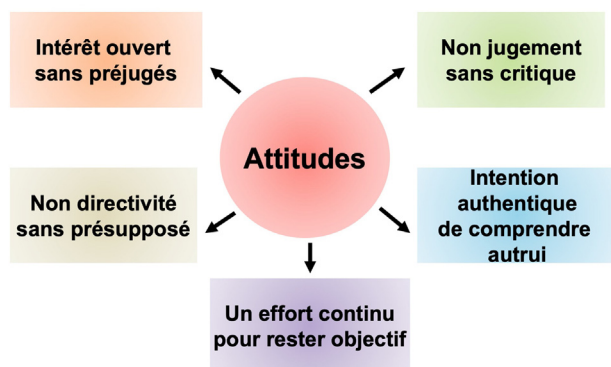 Intérêt ouvert
sans préjugés
Non jugement
sans critique
Attitudes
Non directivité
sans présupposé
Intention
authentique
de comprendre
autrui
Un effort continu
pour rester objectif